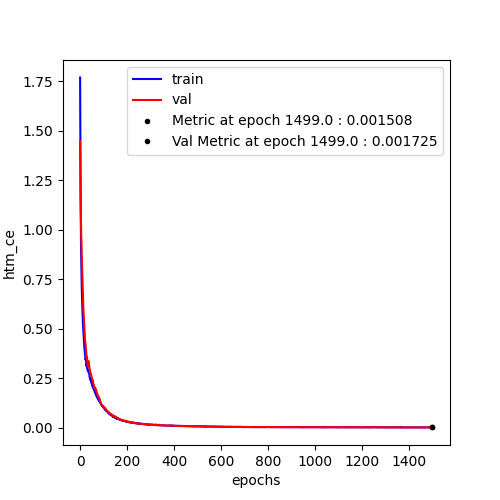 train
val
Metric at epoch 1499.0 : 0.001508
Val Metric at epoch 1499.0 : 0.001725
htm_ce
1.75
1.50
1.25
1.00
0.75
0.50
0.25
0.00
0 200 400 600 800 1000 1200 1400
epochs